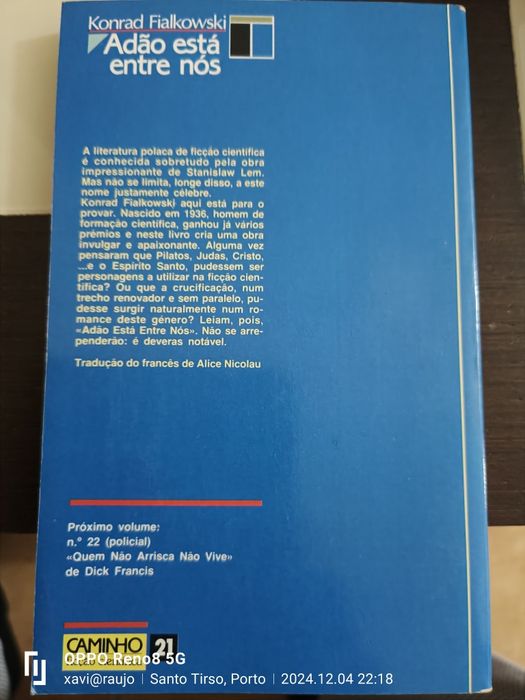 Konrad Fialkowski
Adão está
entre nós
A literatura polaca de ficção científica
é conhecida sobretudo pela obra
impressionante de Stanislaw Lem.
Mas não se limita, longe disso, a este
nome justamente célebre.
Konrad Fialkowski aqui está para o
provar. Nascido em 1936, homem de
formação científica, ganhou já vários
prémios e neste livro cria uma obra
invulgar e apaixonante. Alguma vez
pensaram que Pilatos, Judas, Cristo,
...e o Espírito Santo, pudessem ser
personagens a utilizar na ficção cien-
tífica? Ou que a crucificação, num
trecho renovador e sem paralelo, pu-
desse surgir naturalmente num ro-
mance deste género? Leiam, pois,
«Adão Está Entre Nós». Não se arre-
penderão: é deveras notável.
Tradução do francês de Alice Nicolau
Próximo volume:
n.º 22 (policial)
«Quem Não Arrisca Não Vive»
de Dick Francis
CAMINHO 21
OPPO Reno8 5G
xavi@raujo | Santo Tirso, Porto | 2024.12.04 22:18